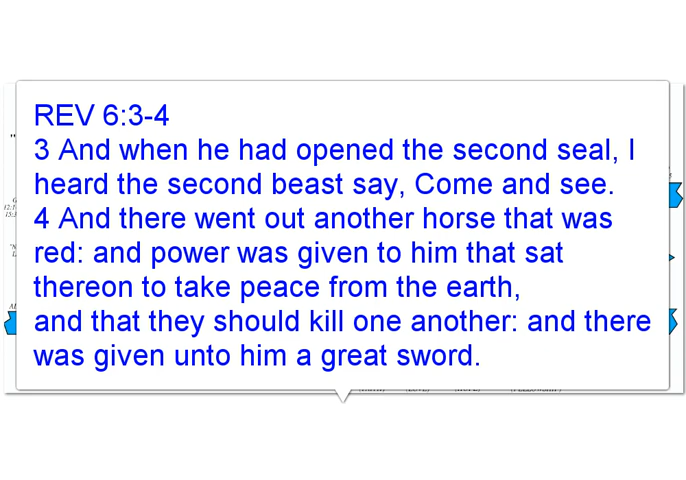 REV 6:3-4
3 And when he had opened the second seal, I
heard the second beast say, Come and see.
4 And there went out another horse that was
red: and power was given to him that sat
thereon to take peace from the earth,
and that they should kill one another: and there
was given unto him a great sword.